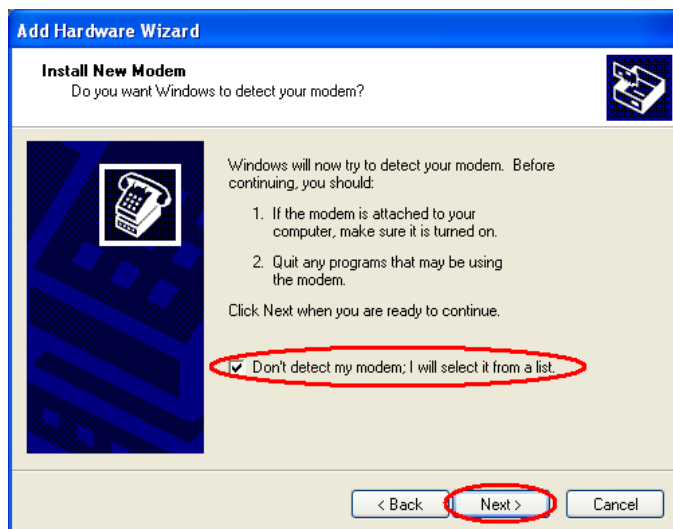 Add Hardware Wizard
Install New Modem
Do you want Windows to detect your modem?
Windows will now try to detect your modem. Before
continuing, you should:
1. If the modem is attached to your
computer, make sure it is turned on.
2. Quit any programs that may be using
the modem.
Click Next when you are ready to continue.
Don't detect my modem; I will select it from a list.
< Back
Next >
Cancel